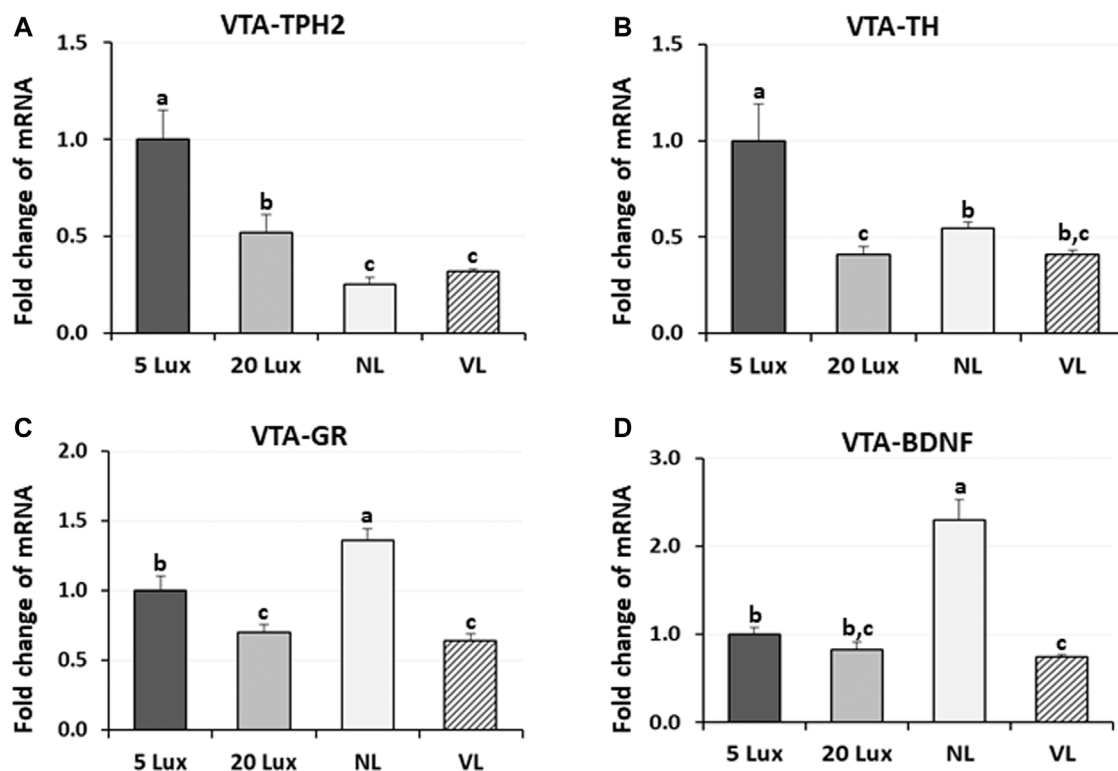 A
VTA-TPH2
Fold change of mRNA
1.5
1.0
0.5
0.0
a
b
c
c
5 Lux 20 Lux NL VL
B
VTA-TH
Fold change of mRNA
1.5
1.0
0.5
0.0
a
c
b
b,c
5 Lux 20 Lux NL VL
C
VTA-GR
Fold change of mRNA
2.0
1.5
1.0
0.5
0.0
b
c
a
c
5 Lux 20 Lux NL VL
D
VTA-BDNF
Fold change of mRNA
3.0
2.0
1.0
0.0
b
b,c
a
c
5 Lux 20 Lux NL VL